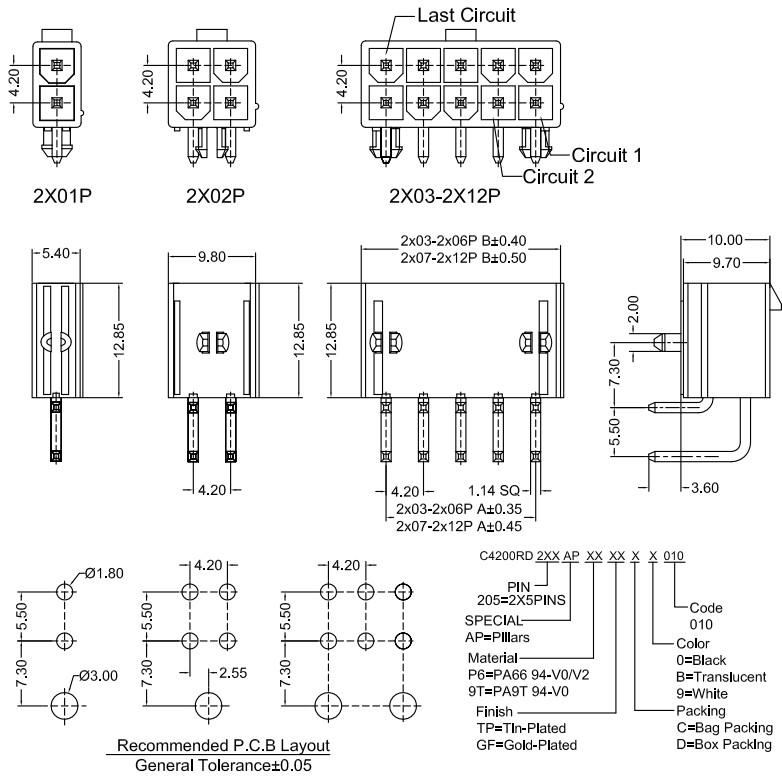 Last Circuit
4.20
4.20
4.20
Circuit 1
Circuit 2
2X01P
2X02P
2X03-2X12P
5.40
9.80
2x03-2x06P B±0.40
2x07-2x12P B±0.50
10.00
9.70
12.85
12.85
12.85
2.00
7.30
5.50
3.60
4.20
4.20
1.14 SQ
2x03-2x06P A±0.35
2x07-2x12P A±0.45
Ø1.80
5.50
7.30
Ø3.00
4.20
5.50
7.30
2.55
4.20
5.50
7.30
Recommended P.C.B Layout
General Tolerance±0.05
C4200RD 2XX AP XX XX X X 010
PIN
205=2X5PINS
SPECIAL
AP=Pillars
Material
P6=PA66 94-V0/V2
9T=PA9T 94-V0
Finish
TP=Tin-Plated
GF=Gold-Plated
Code
010
Color
0=Black
B=Translucent
9=White
Packing
C=Bag Packing
D=Box Packing